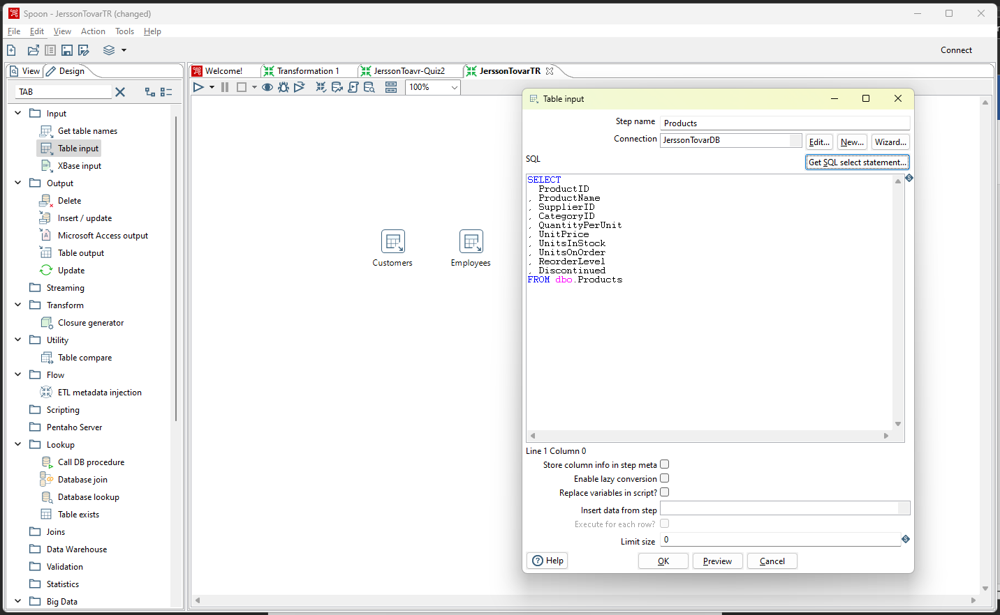 Spoon - JerssonTovarTR (changed)
File Edit View Action Tools Help
Connect
View Design
Welcome! Transformation 1 JerssonToavr-Quiz2 JerssonTovarTR
TAB
100%
Input
Get table names
Table input
XBase input
Output
Delete
Insert / update
Microsoft Access output
Table output
Update
Streaming
Transform
Closure generator
Utility
Table compare
Flow
ETL metadata injection
Scripting
Pentaho Server
Lookup
Call DB procedure
Database join
Database lookup
Table exists
Joins
Data Warehouse
Validation
Statistics
Big Data
Customers Employees
Table input
Step name Products
Connection JerssonTovarDB Edit... New... Wizard...
SQL Get SQL select statement...
SELECT
ProductID
, ProductName
, SupplierID
, CategoryID
, QuantityPerUnit
, UnitPrice
, UnitsInStock
, UnitsOnOrder
, ReorderLevel
, Discontinued
FROM dbo.Products
Line 1 Column 0
Store column info in step meta
Enable lazy conversion
Replace variables in script?
Insert data from step
Execute for each row?
Limit size 0
Help OK Preview Cancel